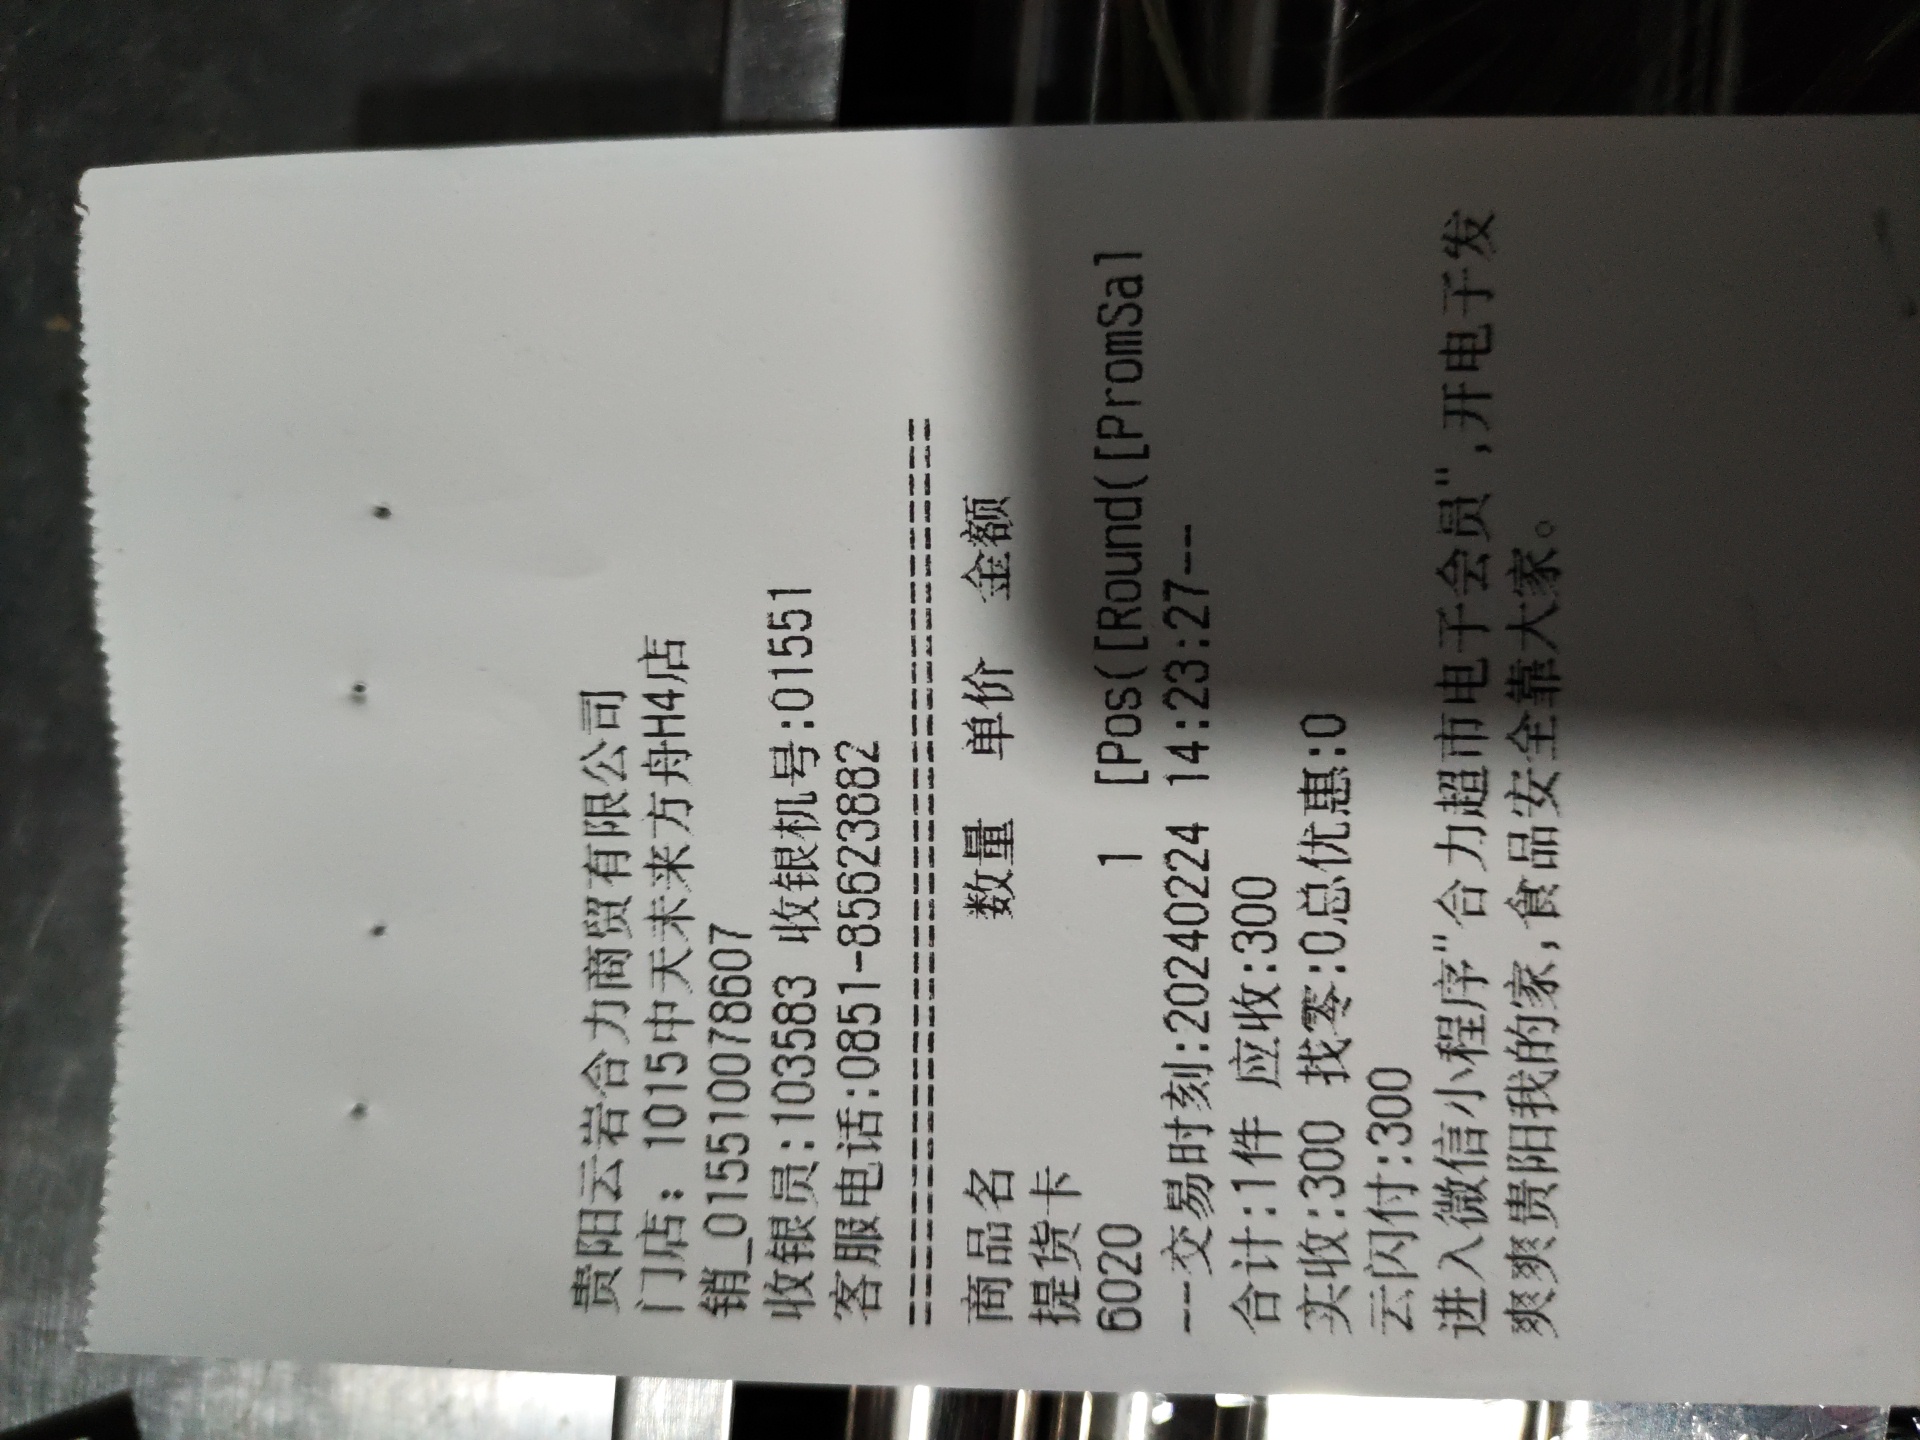 贵阳云岩合力商贸有限公司
门店: 1015中天未来方舟H4店
销_015510078607
收银员:103583 收银机号:01551
客服电话:0851-85623882
==========================================
商品名 数量 单价 金额
提货卡
6020 1 [Pos([Round([PromSal
---交易时刻:20240224 14:23:27---
合计:1件 应收:300
实收:300 找零:0总优惠:0
云闪付:300
进入微信小程序"合力超市电子会员",开电子发
爽爽贵阳我的家,食品安全靠大家。